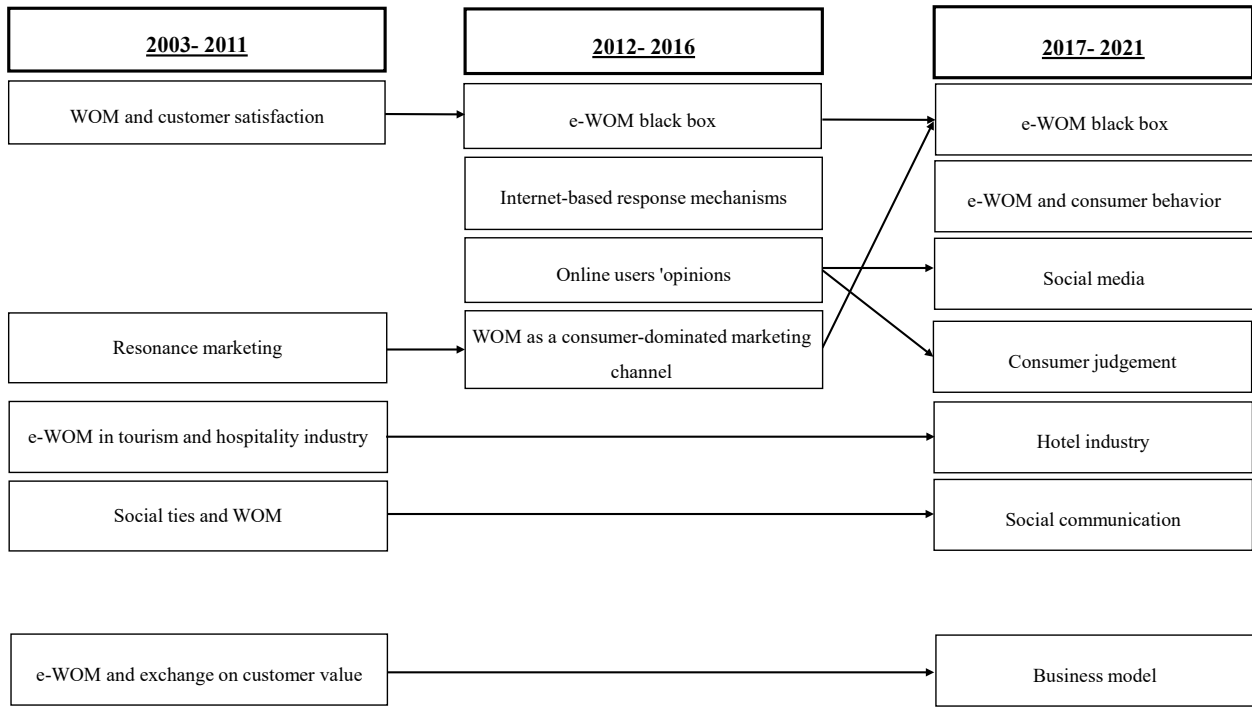 2003- 2011
2012- 2016
2017- 2021
WOM and customer satisfaction
e-WOM black box
e-WOM black box
Internet-based response mechanisms
e-WOM and consumer behavior
Online users 'opinions
Social media
Resonance marketing
WOM as a consumer-dominated marketing
channel
Consumer judgement
e-WOM in tourism and hospitality industry
Hotel industry
Social ties and WOM
Social communication
e-WOM and exchange on customer value
Business model